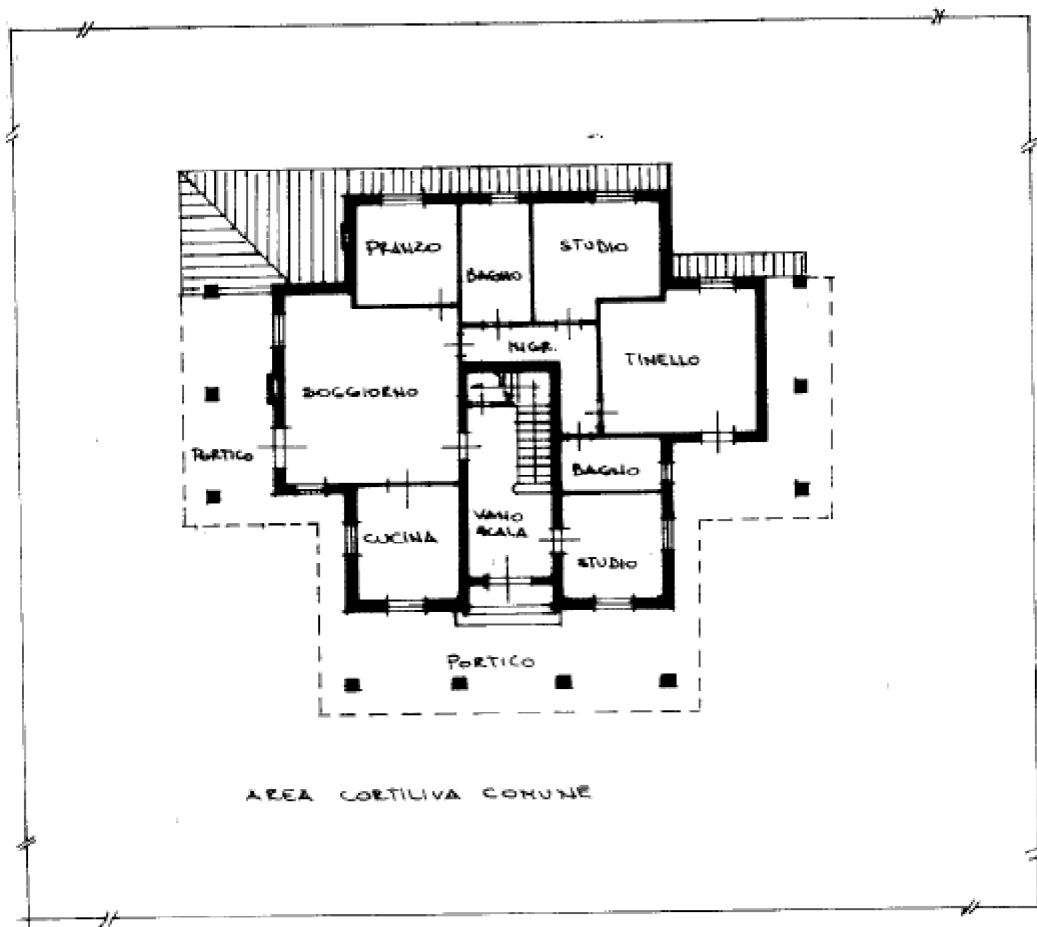 PRANZO
BAGNO
STUDIO
INGR.
TINELLO
SOGGIORNO
PORTICO
BAGNO
CUCINA
VANO
SCALA
STUDIO
PORTICO
AREA CORTILIVA COMUNE